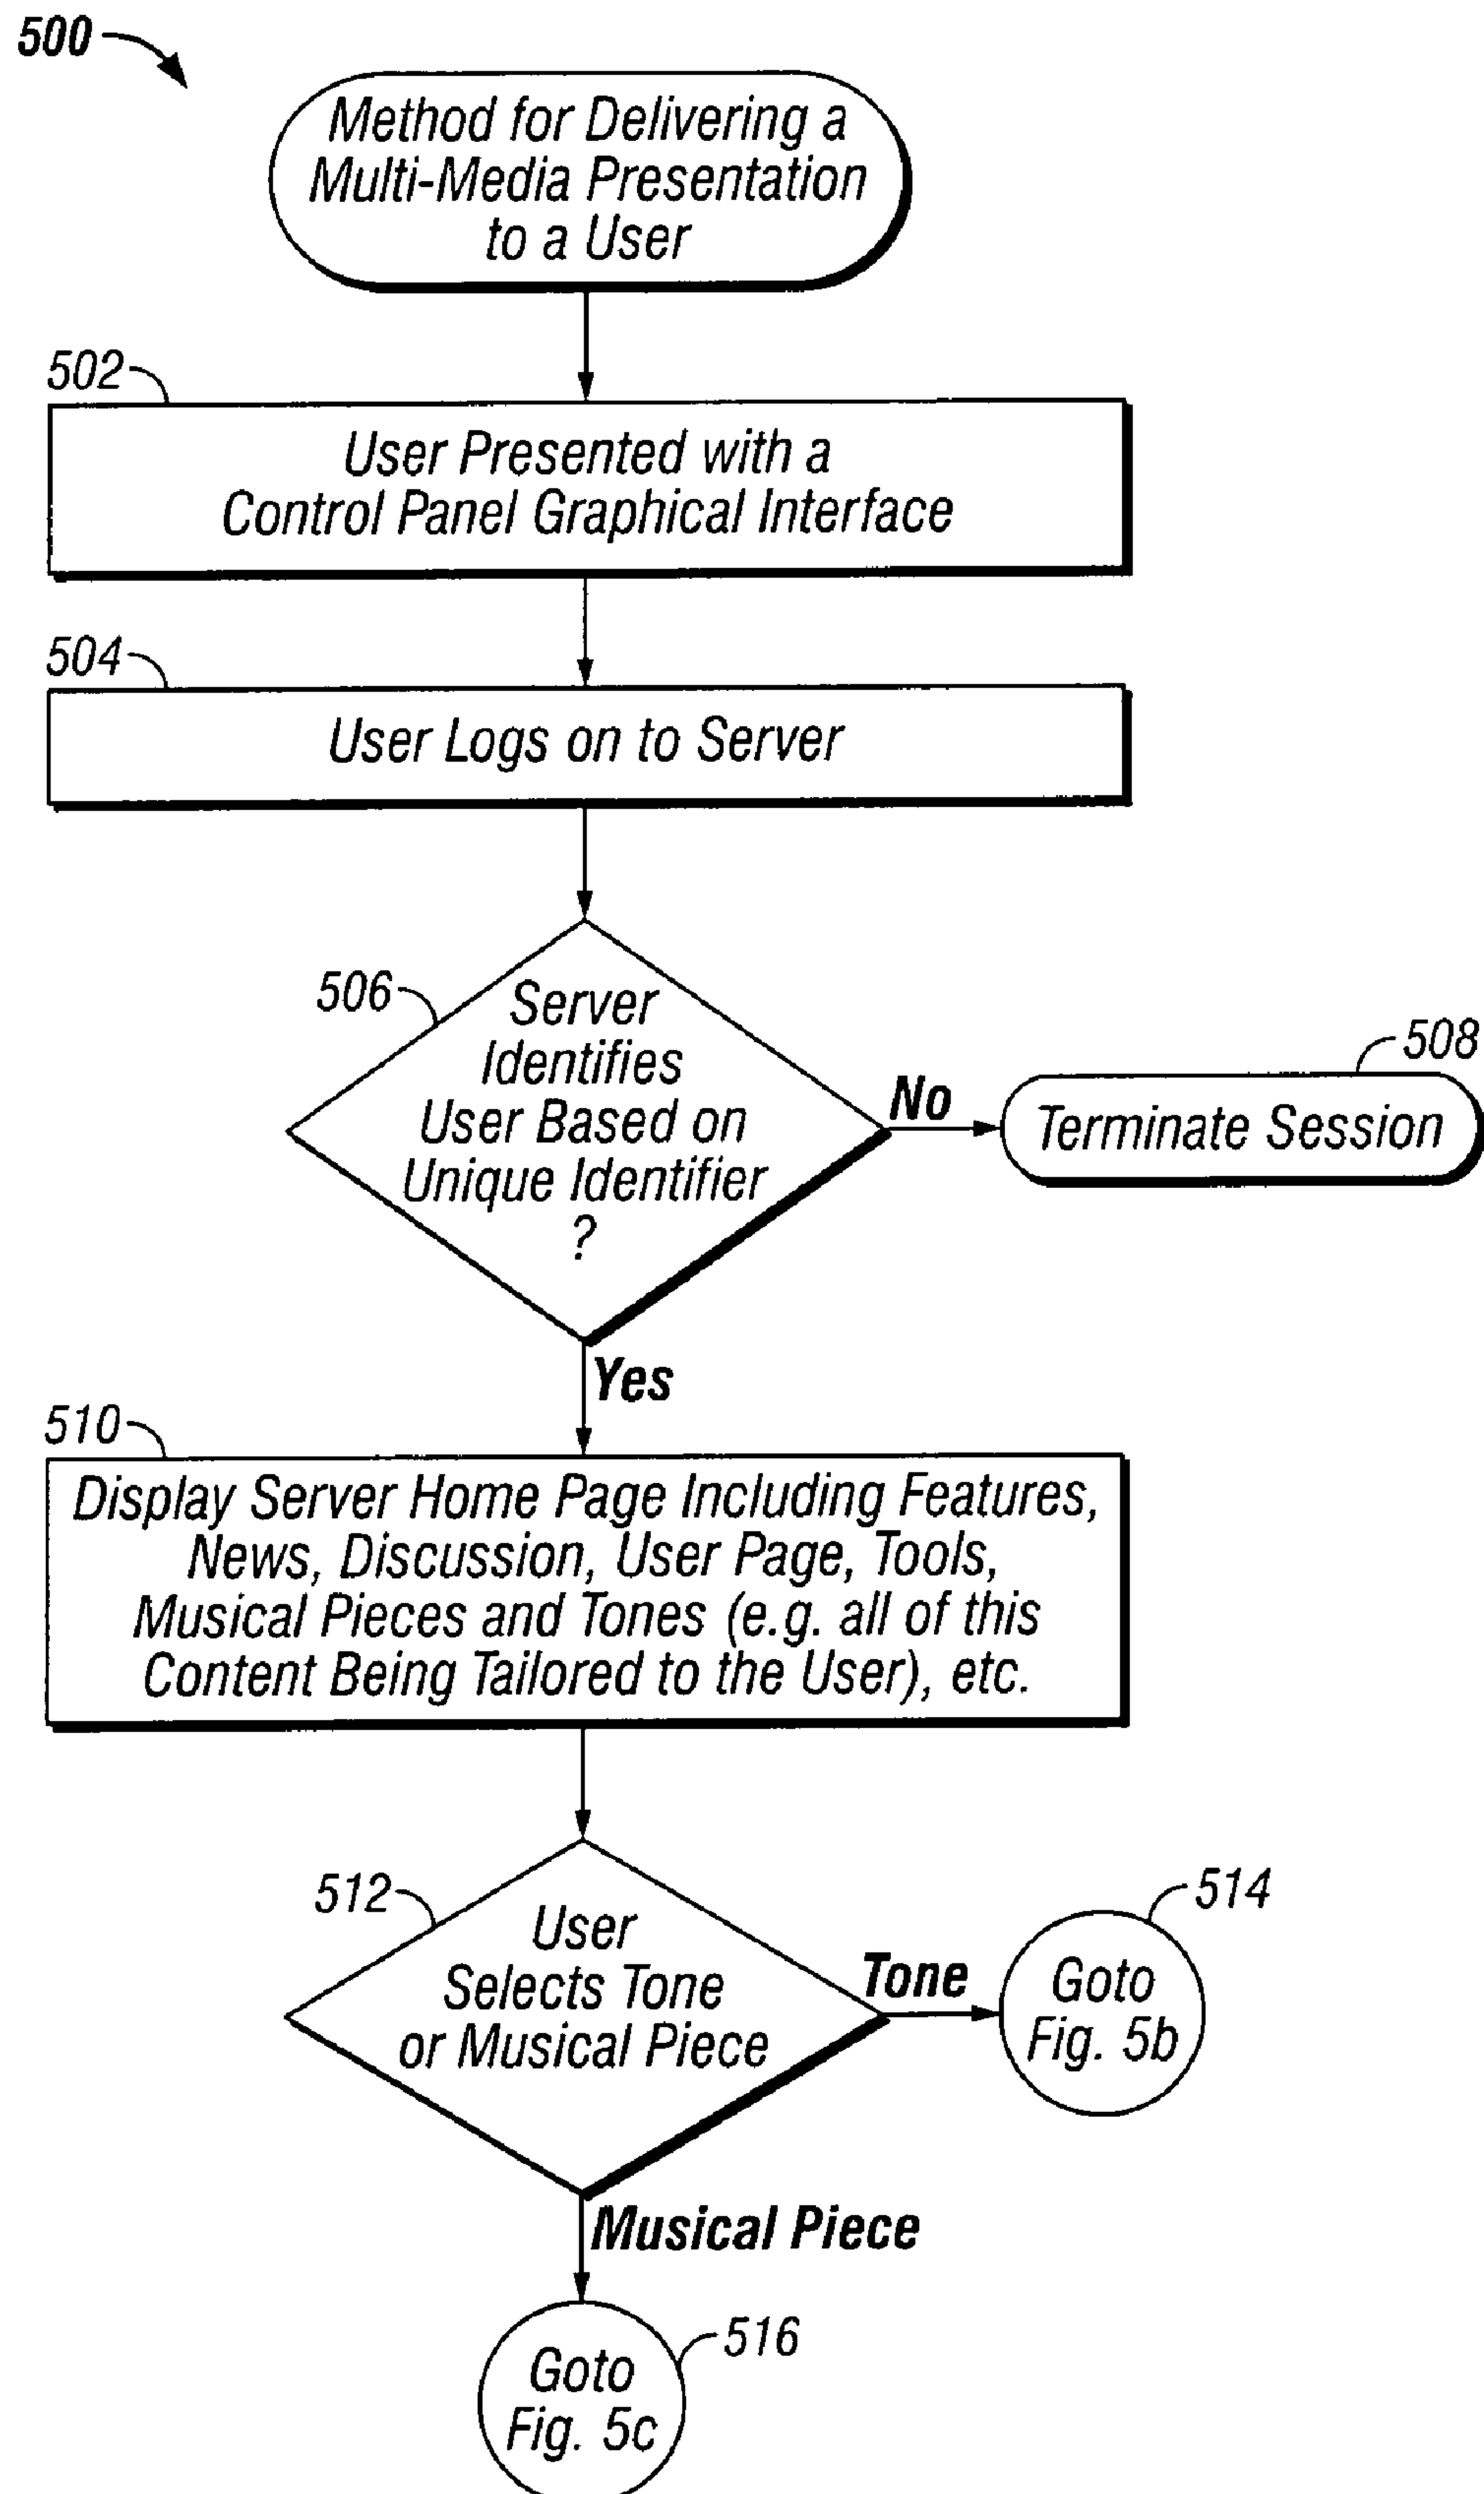 500
Method for Delivering a
Multi-Media Presentation
to a User
502
User Presented with a
Control Panel Graphical Interface
504
User Logs on to Server
506
Server
Identifies
User Based on
Unique Identifier
?
No
508
Terminate Session
Yes
510
Display Server Home Page Including Features,
News, Discussion, User Page, Tools,
Musical Pieces and Tones (e.g. all of this
Content Being Tailored to the User), etc.
512
User
Selects Tone
or Musical Piece
Tone
514
Goto
Fig. 5b
Musical Piece
516
Goto
Fig. 5c